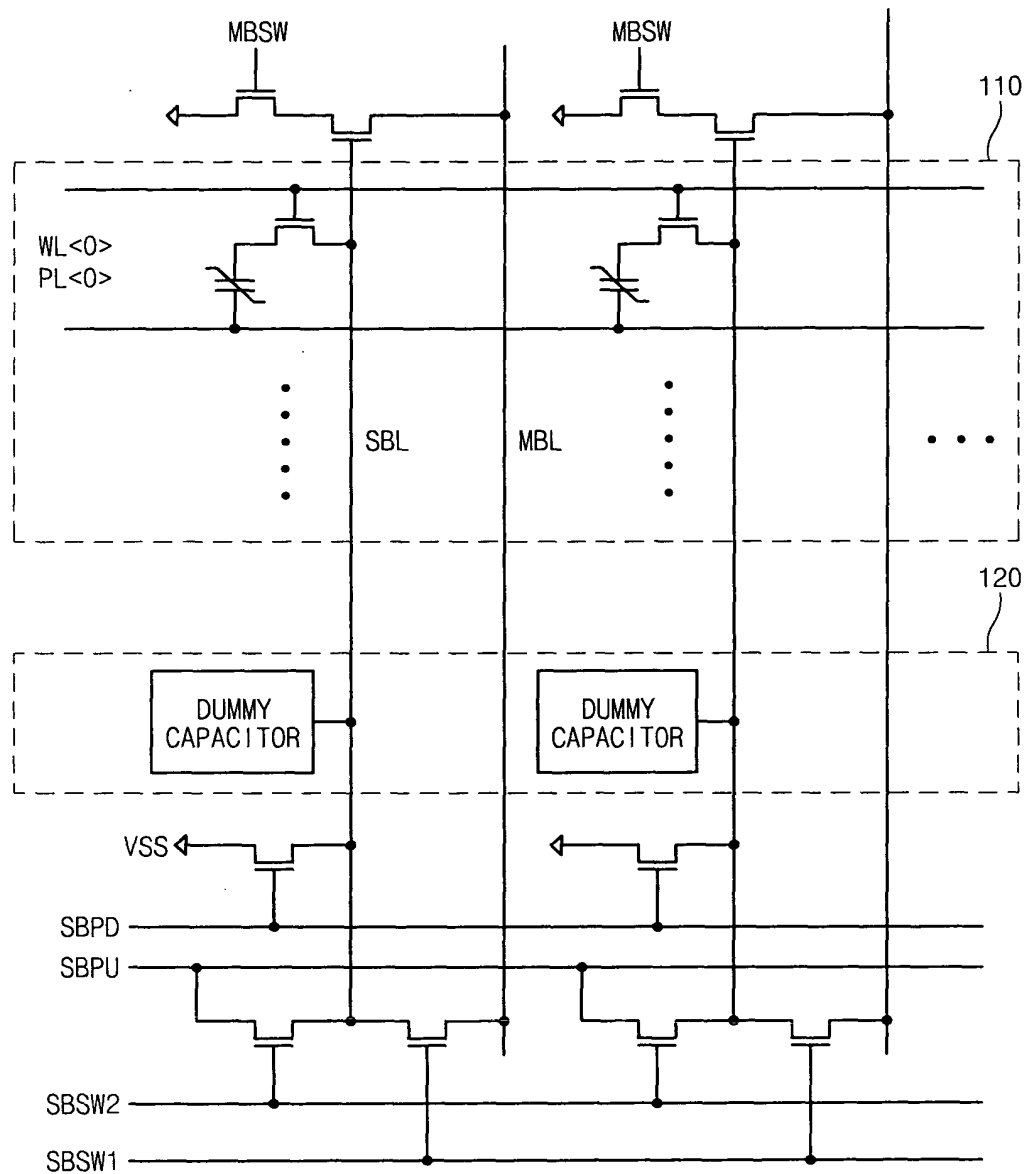 MBSW
MBSW
110
WL<0>
PL<0>
SBL
MBL
120
DUMMY
CAPACITOR
DUMMY
CAPACITOR
VSS
SBPD
SBPU
SBSW2
SBSW1